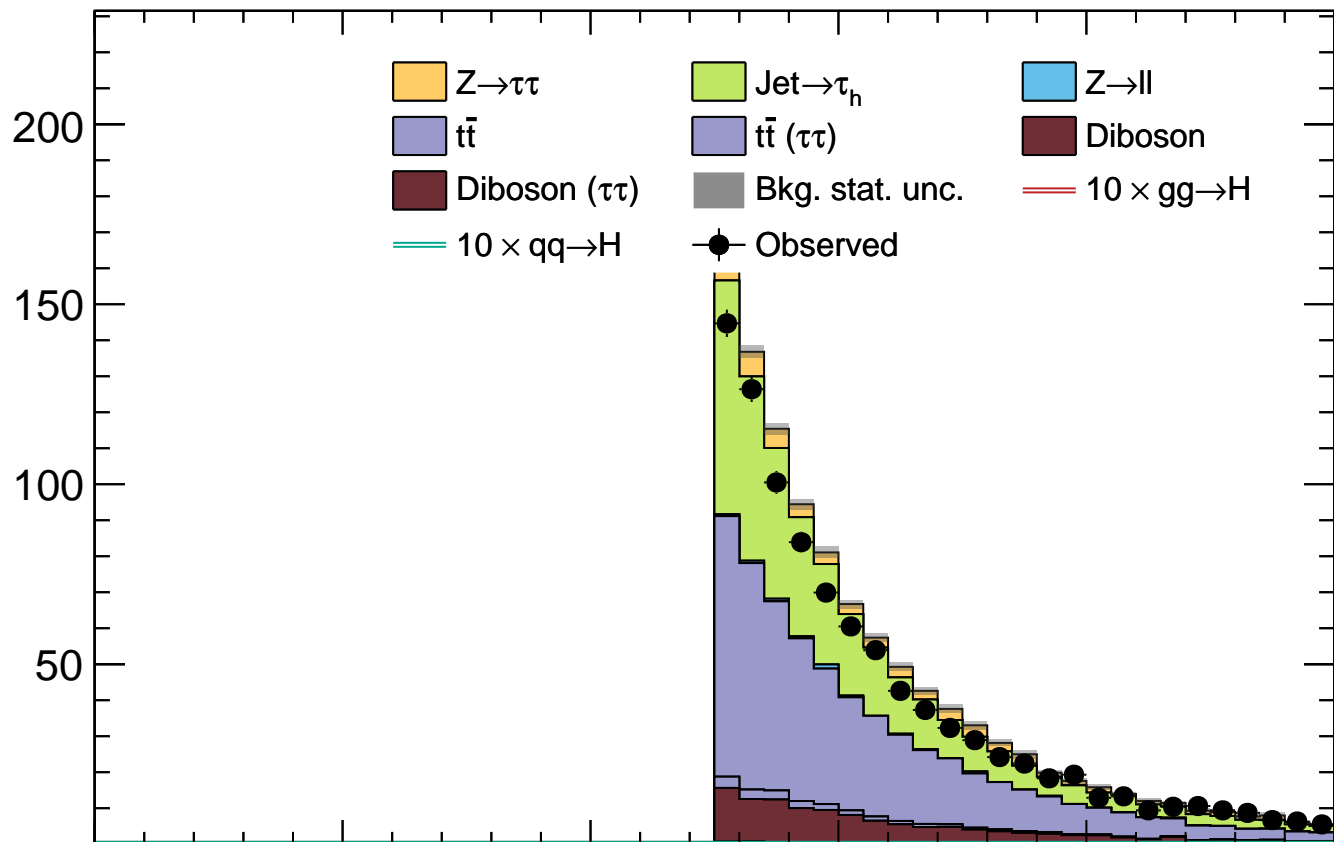 Z→ττ Jet→τh Z→ll
200 tt̄ tt̄ (ττ) Diboson
Diboson (ττ) Bkg. stat. unc. 10 × gg→H
10 × qq→H Observed
150
100
50